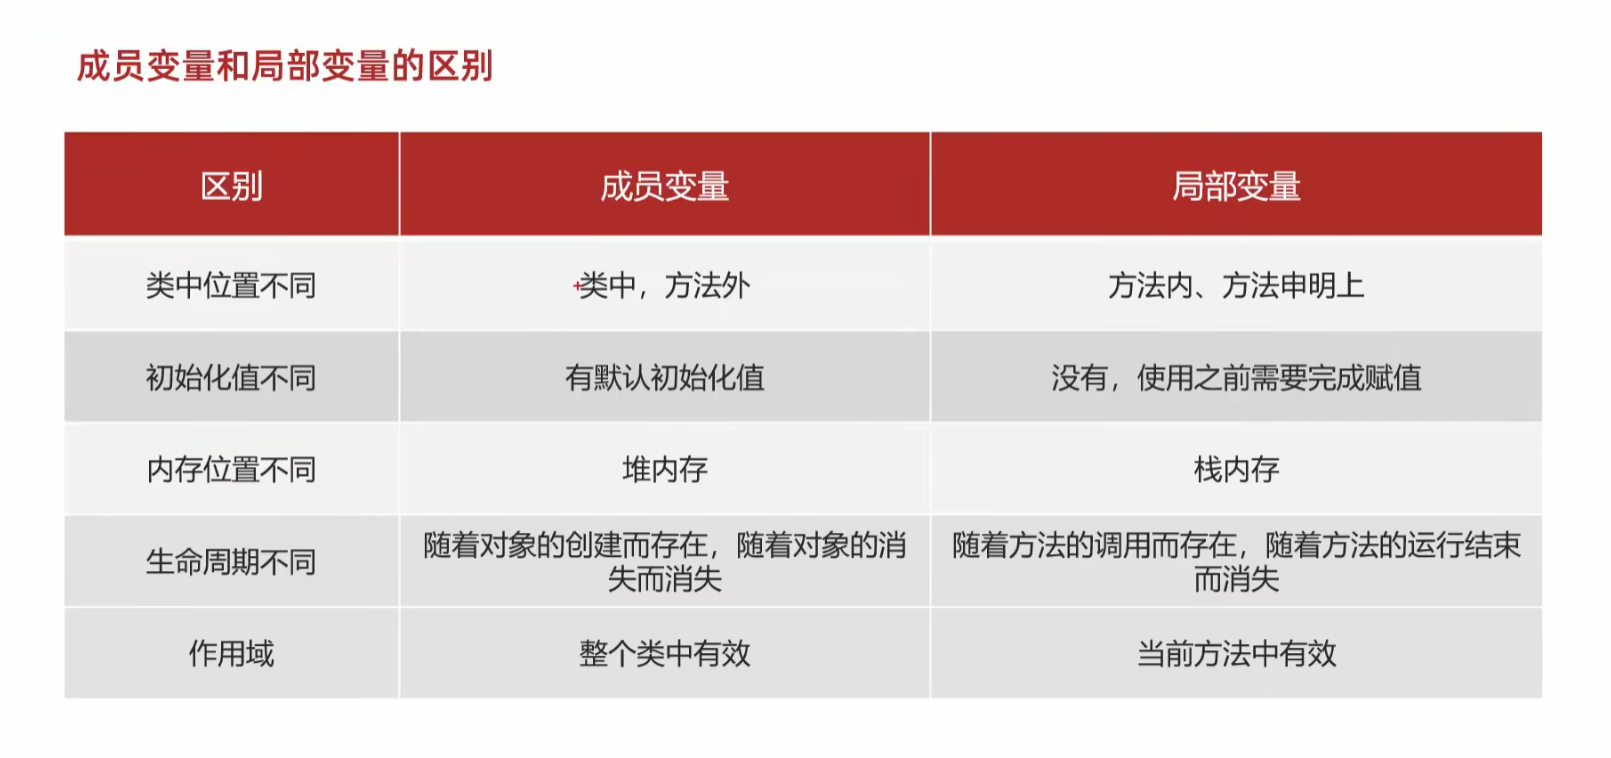 成员变量和局部变量的区别
区别 成员变量 局部变量
类中位置不同 类中，方法外 方法内、方法申明上
初始化值不同 有默认初始化值 没有，使用之前需要完成赋值
内存位置不同 堆内存 栈内存
生命周期不同
随着对象的创建而存在，随着对象的消
失而消失
随着方法的调用而存在，随着方法的运行结束
而消失
作用域 整个类中有效 当前方法中有效